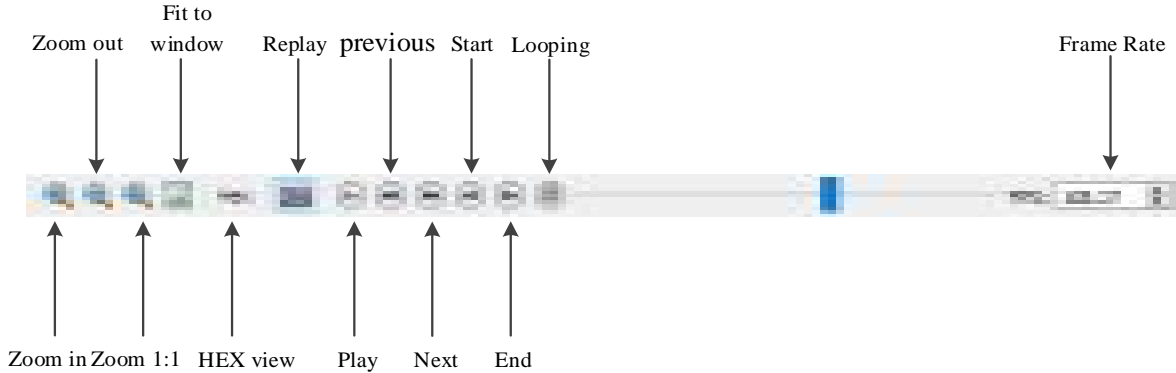 Fit to
window
Zoom out
Replay
previous
Start
Looping
Frame Rate
Zoom in
Zoom 1:1
HEX view
Play
Next
End